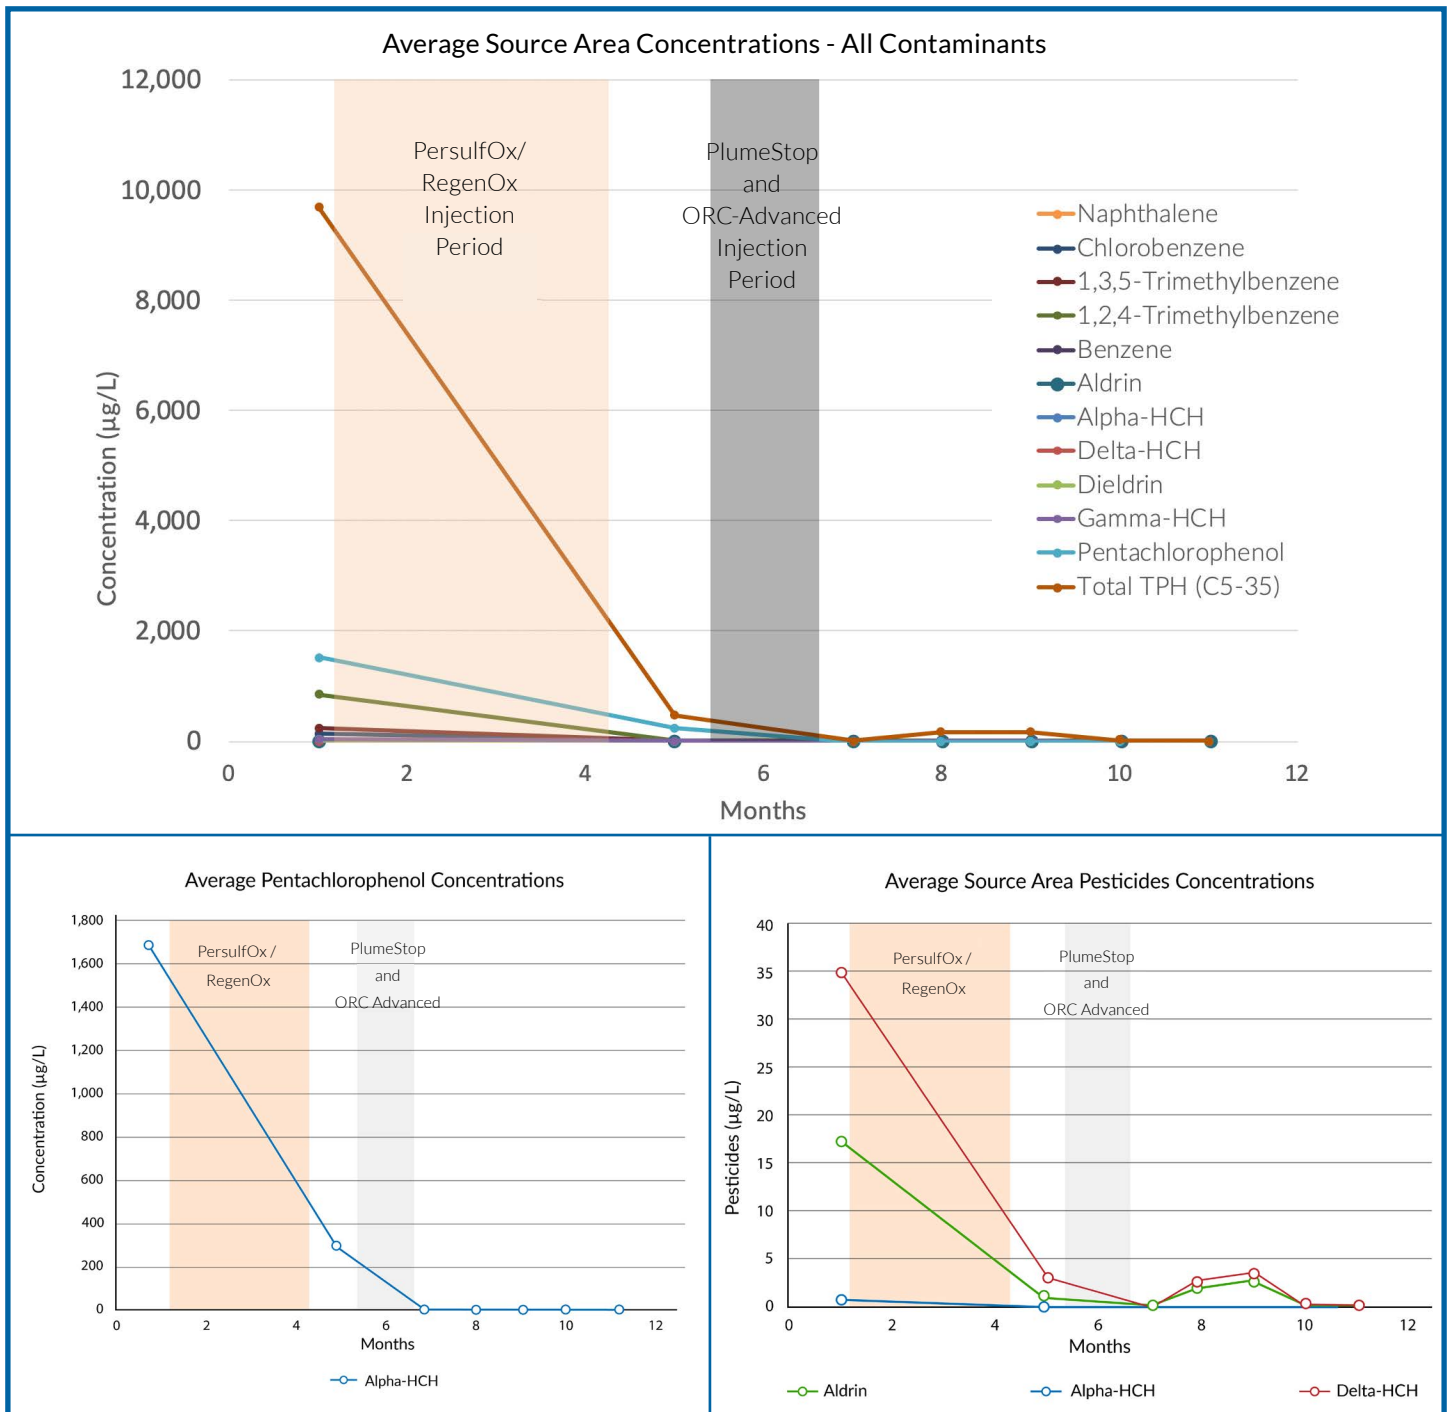 Average Source Area Concentrations - All Contaminants
12,000
10,000
8,000
6,000
4,000
2,000
0
Concentration (µg/L)
PersulfOx/
RegenOx
Injection
Period
PlumeStop
and
ORC-Advanced
Injection
Period
Naphthalene
Chlorobenzene
1,3,5-Trimethylbenzene
1,2,4-Trimethylbenzene
Benzene
Aldrin
Alpha-HCH
Delta-HCH
Dieldrin
Gamma-HCH
Pentachlorophenol
Total TPH (C5-35)
0 2 4 6 8 10 12
Months
Average Pentachlorophenol Concentrations
1,800
1,600
1,400
1,200
1,000
800
600
400
200
0
Concentration (µg/L)
PersulfOx /
RegenOx
PlumeStop
and
ORC Advanced
0 2 4 6 8 10 12
Months
Alpha-HCH
Average Source Area Pesticides Concentrations
40
35
30
25
20
15
10
5
0
Pesticides (µg/L)
PersulfOx /
RegenOx
PlumeStop
and
ORC Advanced
0 2 4 6 8 10 12
Months
Aldrin Alpha-HCH Delta-HCH